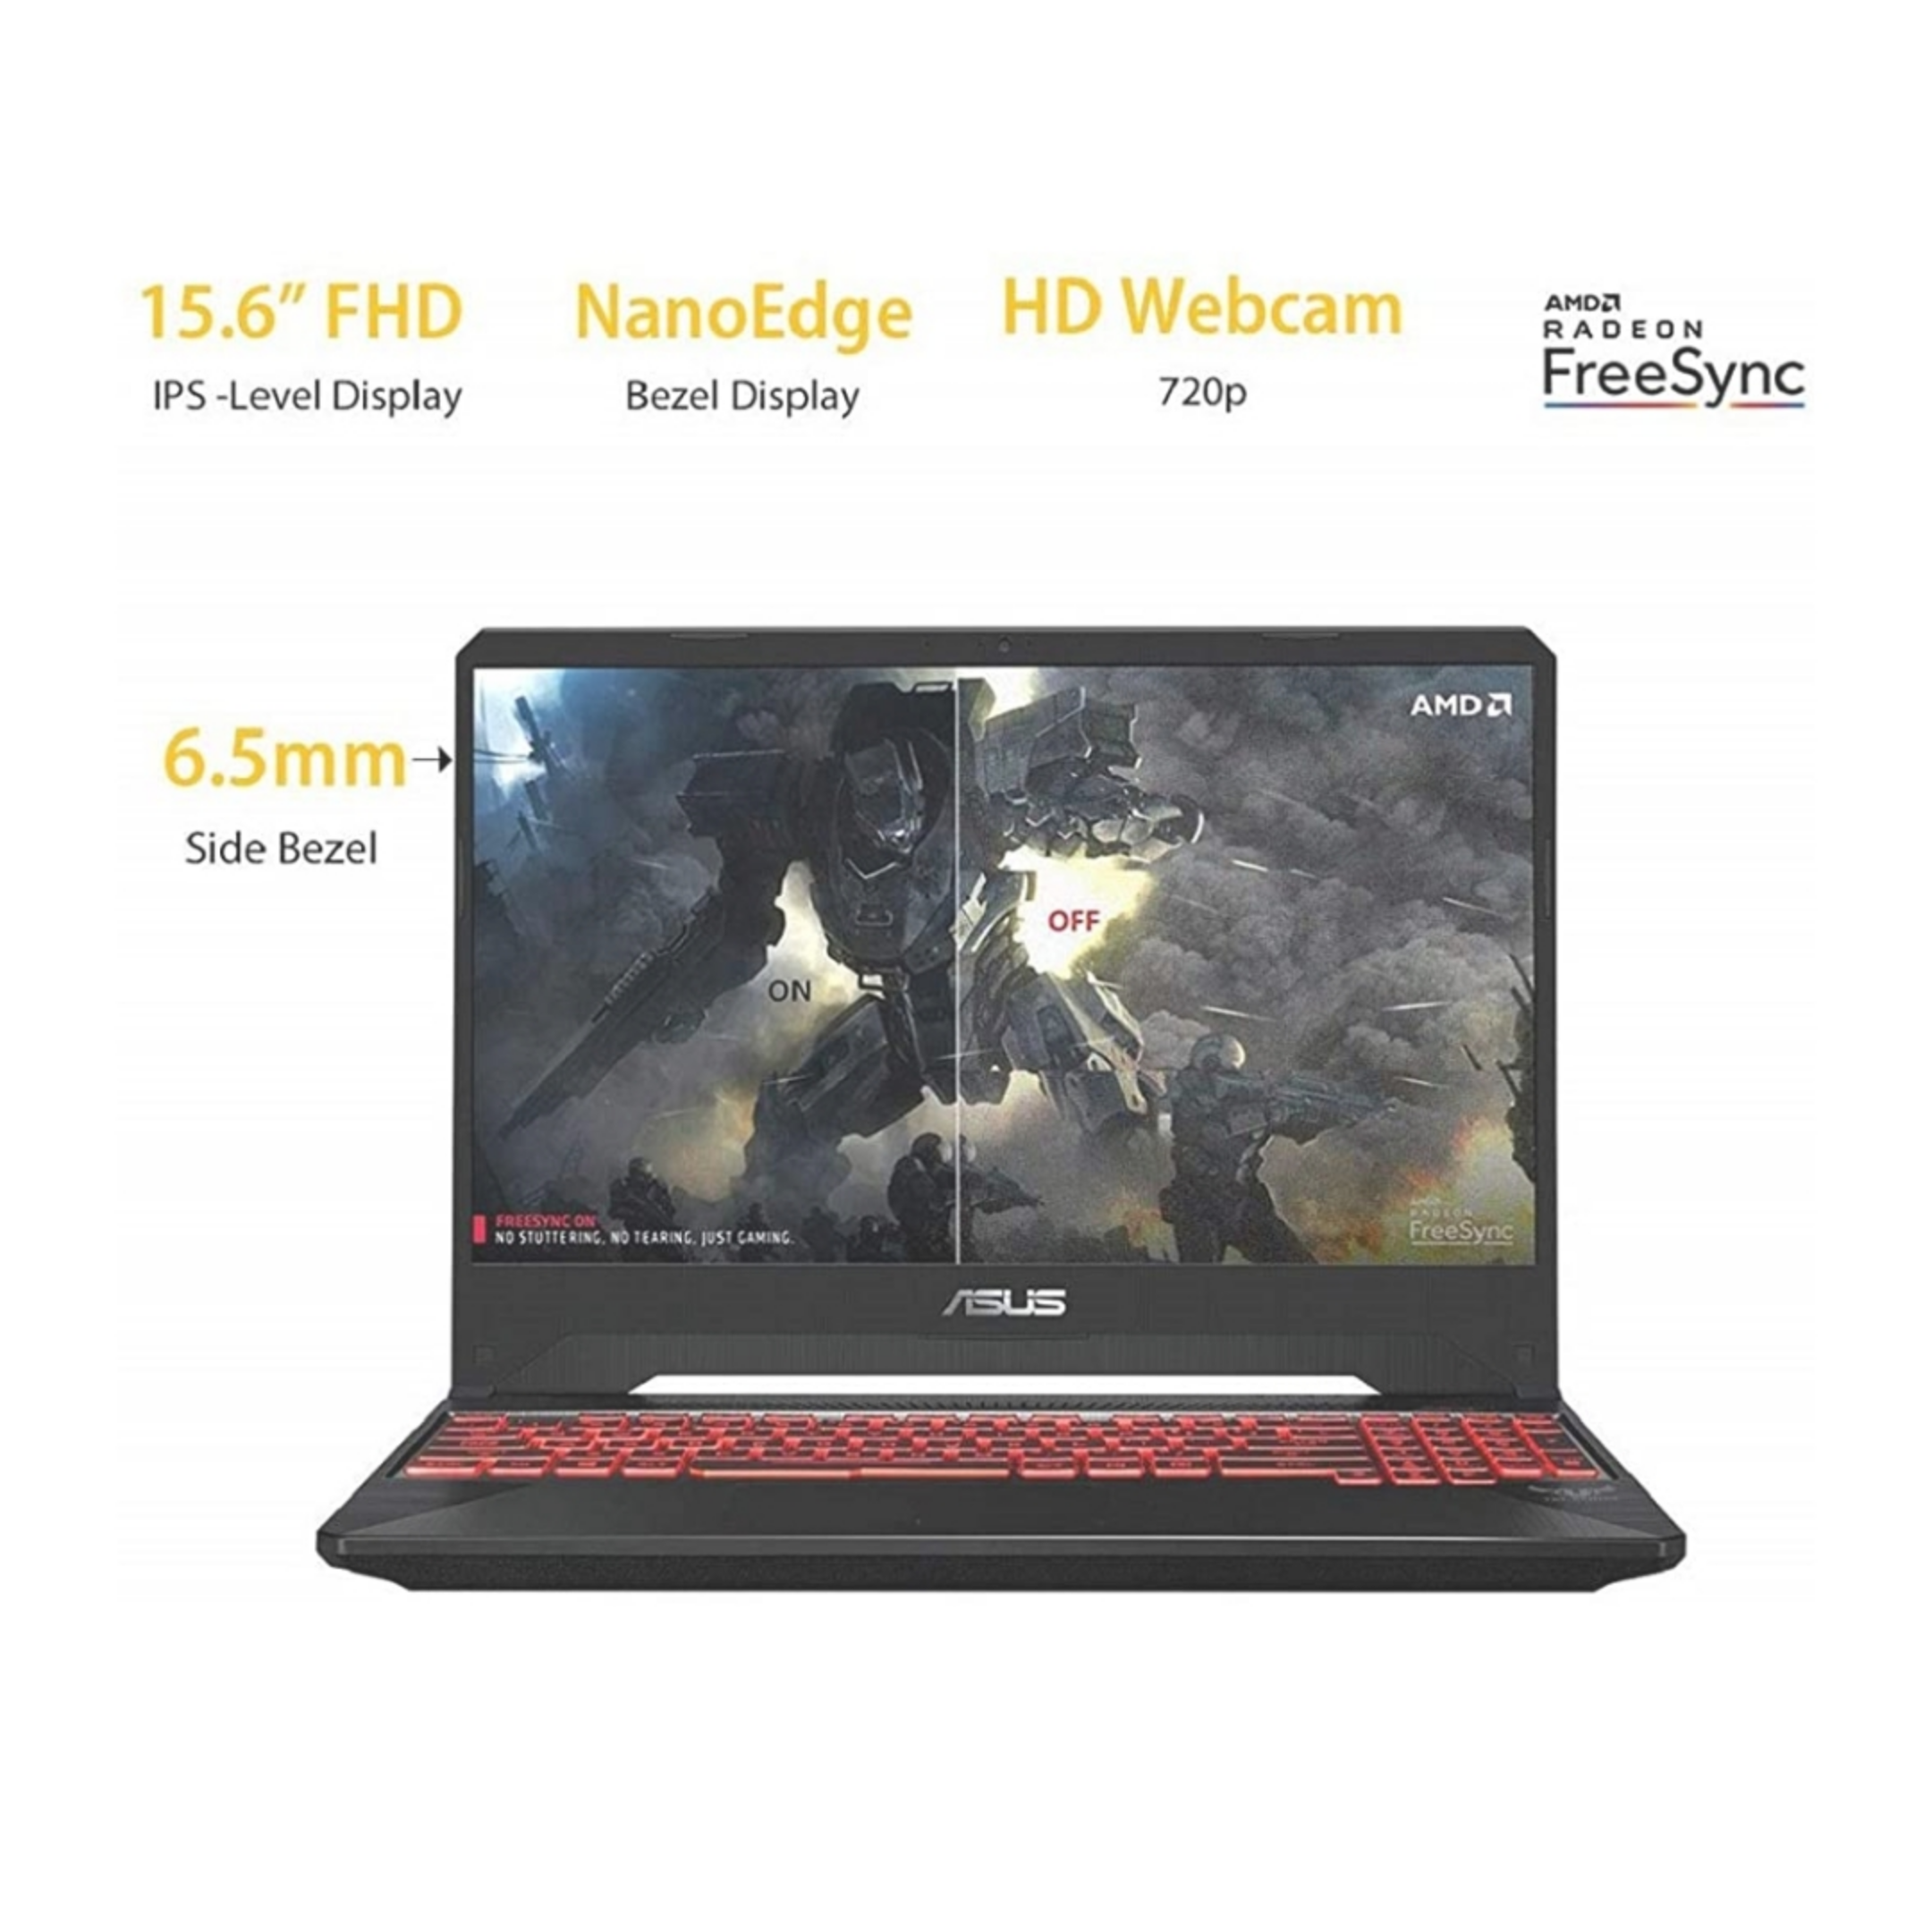 15.6" FHD
IPS -Level Display
NanoEdge
Bezel Display
HD Webcam
720p
AMD
RADEON
FreeSync
6.5mm
Side Bezel
AMD
OFF
ON
FREESYNC ON
NO STUTTERING, NO TEARING, JUST GAMING.
RADEON
FreeSync
ASUS